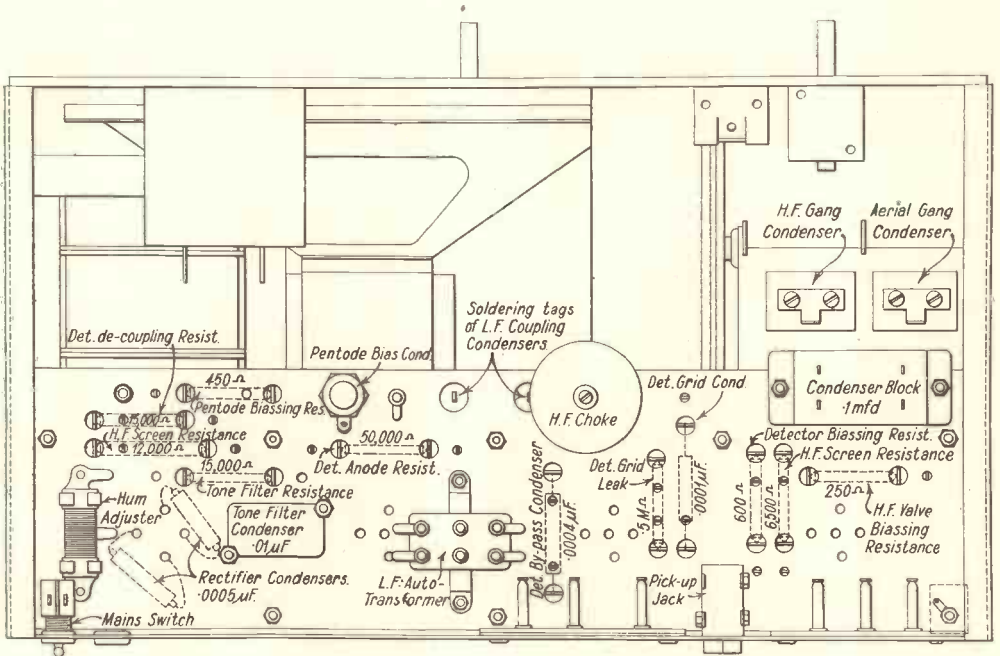 H.F. Gang
Condenser
Aerial Gang
Condenser
Soldering tags
of L.F. Coupling
Condensers
Det. de-coupling Resist.
Pentode Bias Cond.
Det. Grid Cond.
450 Ω
Pentode Biassing Res
H.F. Choke
Condenser Block
·1 mfd
15,000 Ω
H.F. Screen Resistance
12,000 Ω
50,000 Ω
Det. Anode Resist.
Detector Biassing Resist.
H.F. Screen Resistance
15,000 Ω
Tone Filter Resistance
Det. Grid
Leak
·5 MΩ
·0001 μF
600 Ω
6500 Ω
250 Ω
H.F. Valve
Biassing
Resistance
Hum
Adjuster
Tone Filter
Condenser
·01 μF
Det. By-pass Condenser
·0004 μF.
Rectifier Condensers.
·0005 μF.
L.F. Auto-
Transformer
Pick-up
Jack
Mains Switch